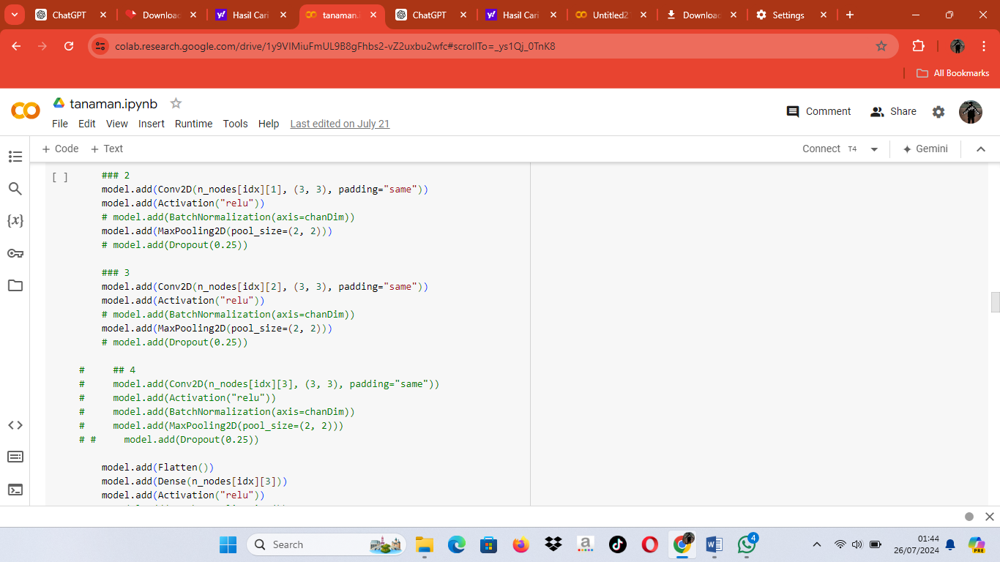 ChatGPT
Download
Hasil Cari
tanaman.i
ChatGPT
Hasil Cari
Untitled2
Download
Settings
colab.research.google.com/drive/1y9VIMiuFmUL9B8gFhbs2-vZ2uxbu2wfc#scrollTo=_ys1Qj_0TnK8
All Bookmarks
CO
tanaman.ipynb
File Edit View Insert Runtime Tools Help Last edited on July 21
Comment
Share
+ Code + Text
Connect T4
Gemini
[ ]
### 2
model.add(Conv2D(n_nodes[idx][1], (3, 3), padding="same"))
model.add(Activation("relu"))
# model.add(BatchNormalization(axis=chanDim))
model.add(MaxPooling2D(pool_size=(2, 2)))
# model.add(Dropout(0.25))
### 3
model.add(Conv2D(n_nodes[idx][2], (3, 3), padding="same"))
model.add(Activation("relu"))
# model.add(BatchNormalization(axis=chanDim))
model.add(MaxPooling2D(pool_size=(2, 2)))
# model.add(Dropout(0.25))
# ## 4
# model.add(Conv2D(n_nodes[idx][3], (3, 3), padding="same"))
# model.add(Activation("relu"))
# model.add(BatchNormalization(axis=chanDim))
# model.add(MaxPooling2D(pool_size=(2, 2)))
# # model.add(Dropout(0.25))
model.add(Flatten())
model.add(Dense(n_nodes[idx][3]))
model.add(Activation("relu"))
{x}
Search
4
01:44
26/07/2024
PRE